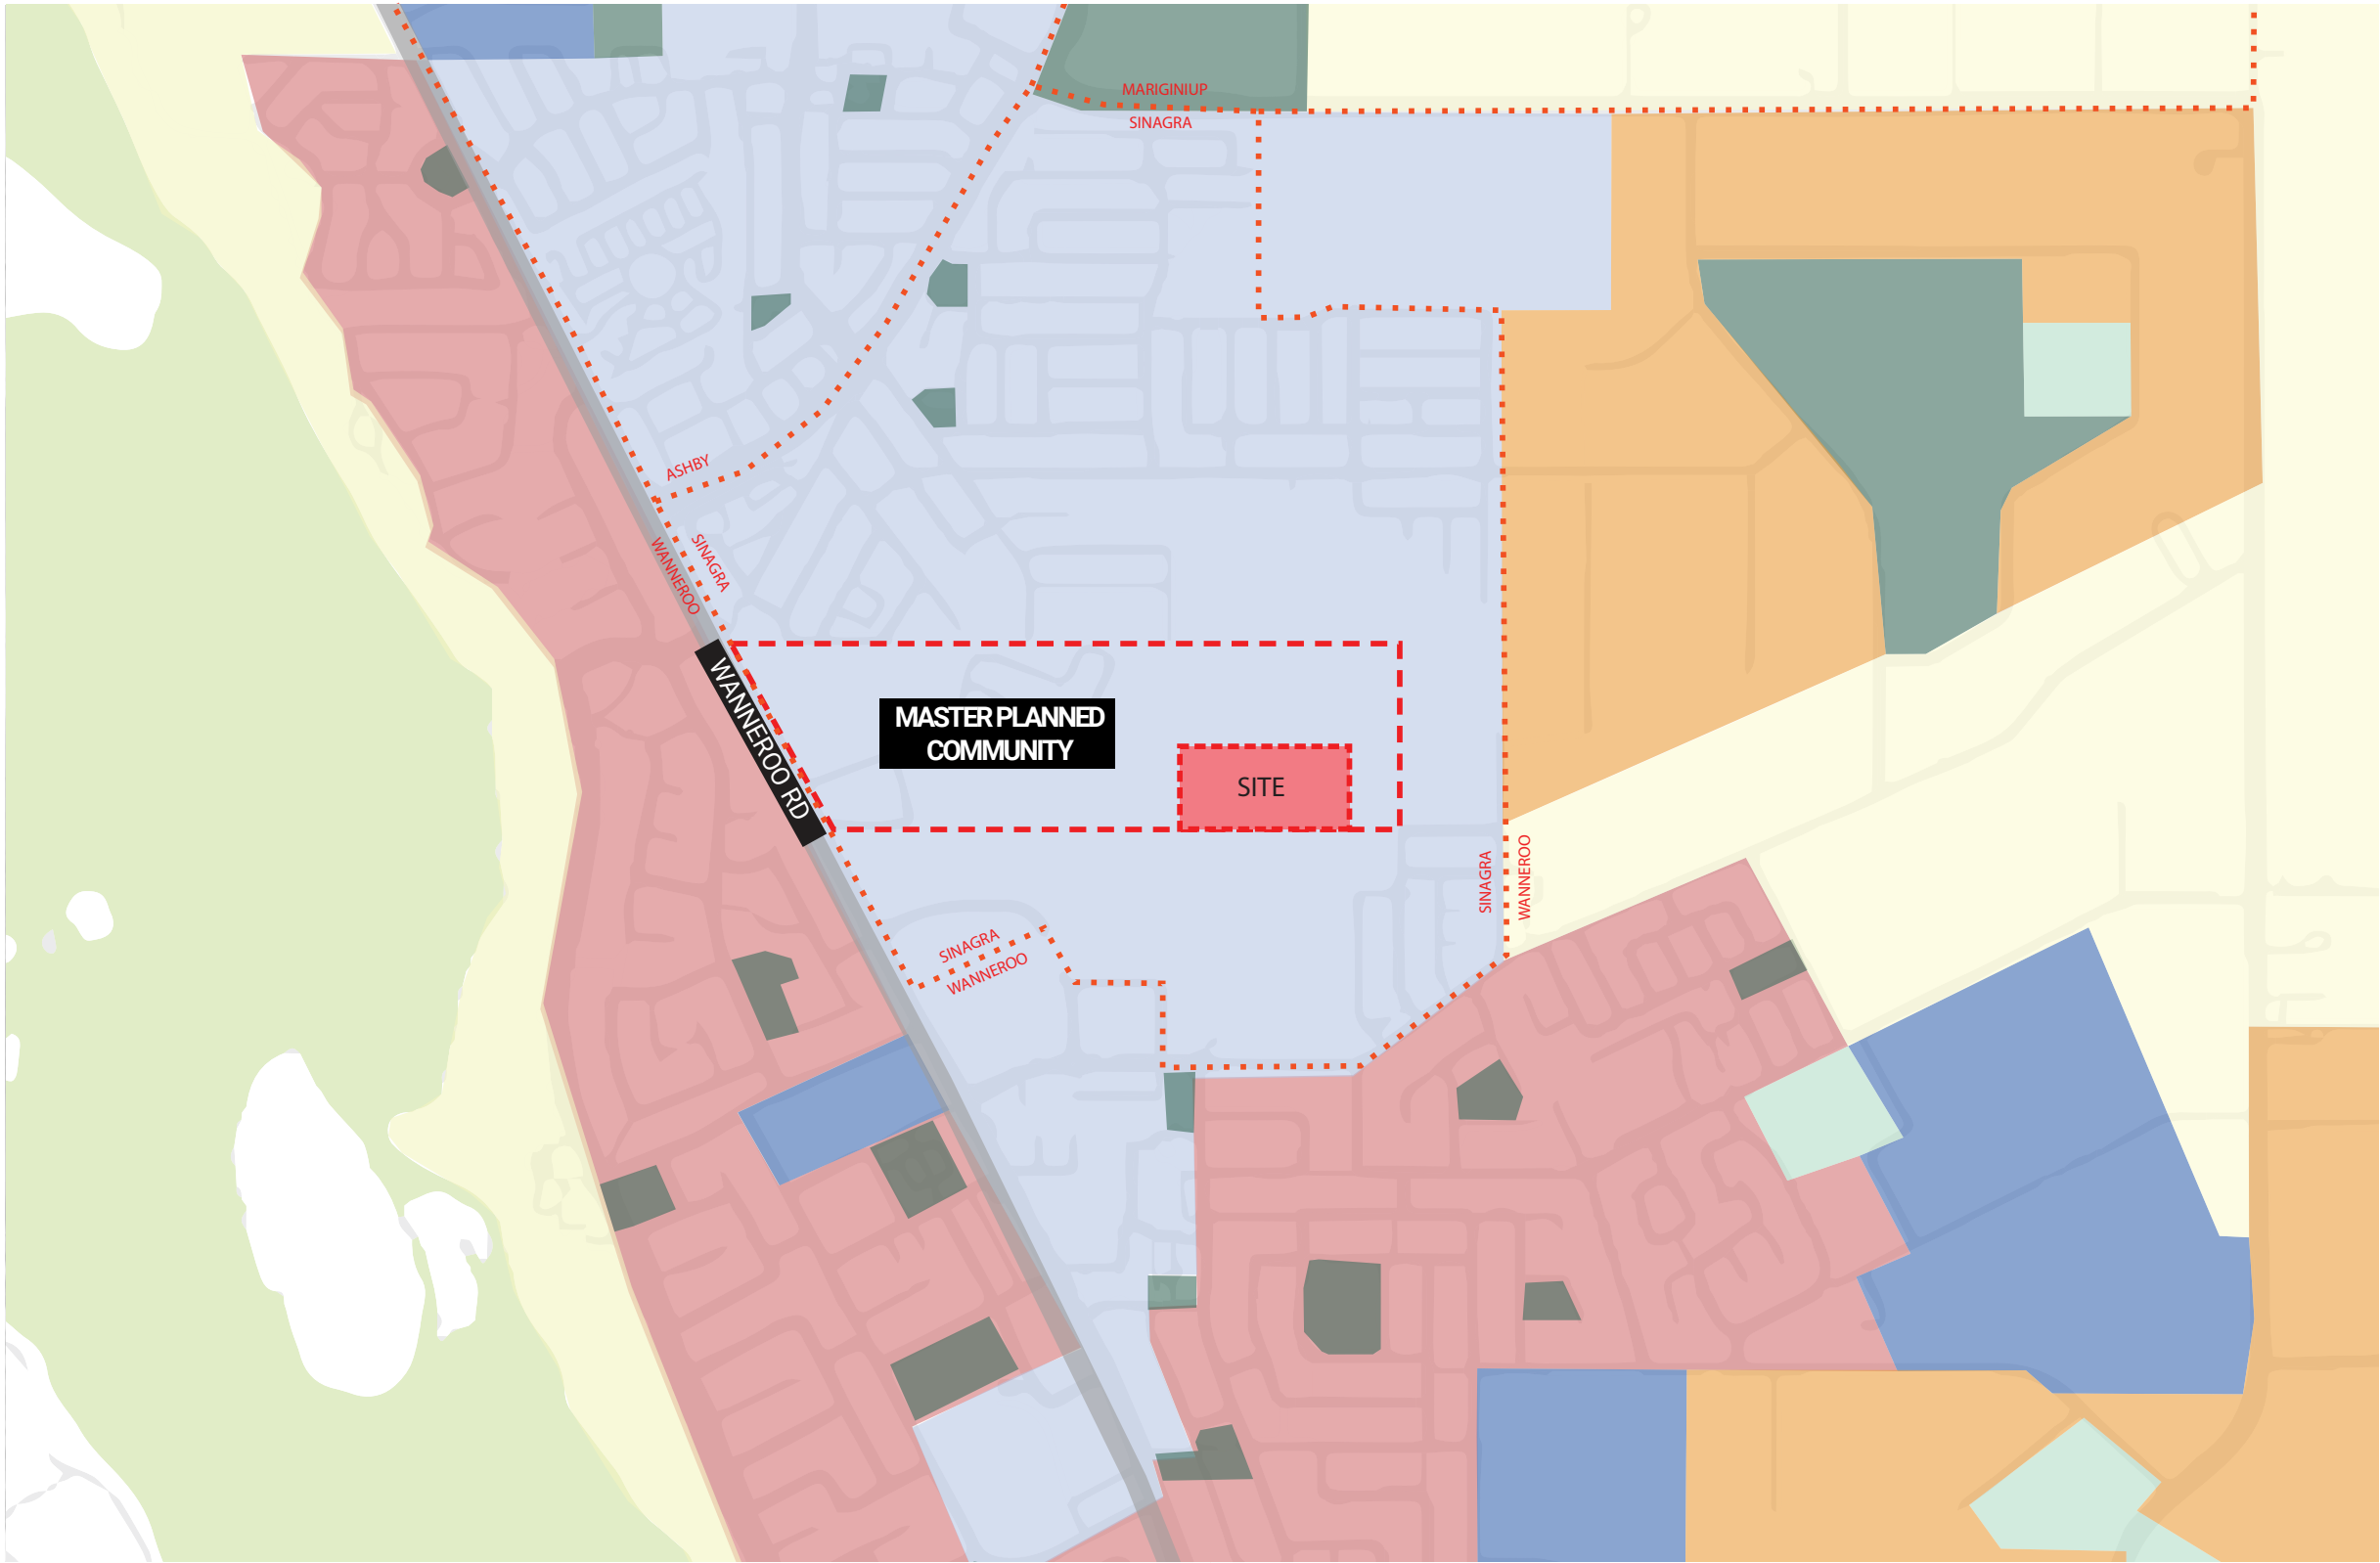 MARIGINIUP
SINAGRA
ASHBY
SINAGRA
WANNEROO
WANNEROO RD
MASTER PLANNED
COMMUNITY
SITE
SINAGRA
WANNEROO
SINAGRA
WANNEROO